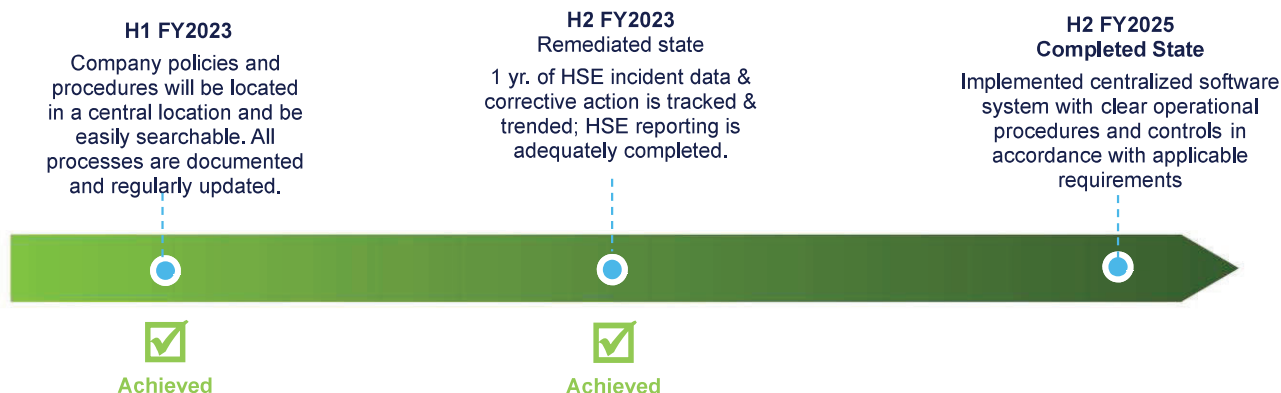 H1 FY2023
Company policies and
procedures will be located
in a central location and be
easily searchable. All
processes are documented
and regularly updated.
H2 FY2023
Remediated state
1 yr. of HSE incident data &
corrective action is tracked &
trended; HSE reporting is
adequately completed.
H2 FY2025
Completed State
Implemented centralized software
system with clear operational
procedures and controls in
accordance with applicable
requirements
Achieved
Achieved